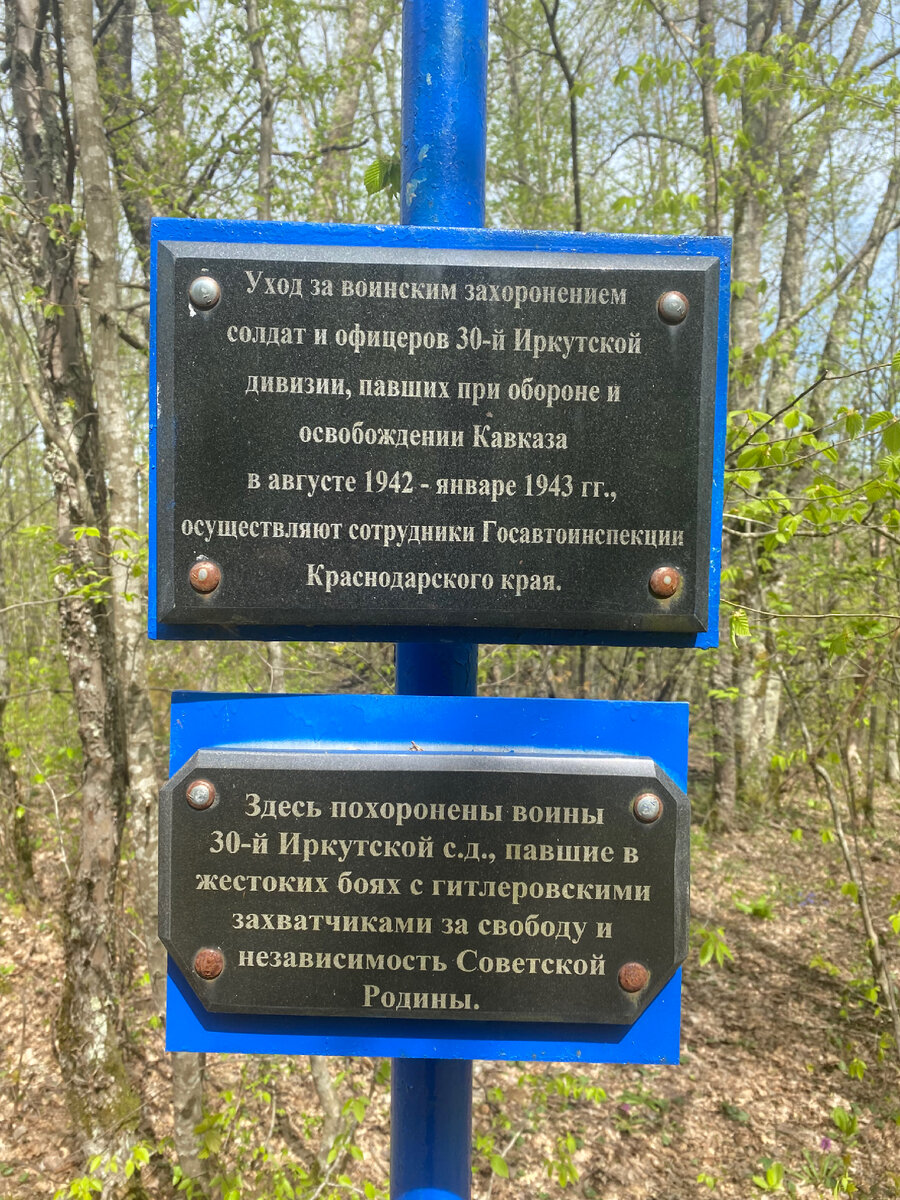 Уход за воинским захоронением
солдат и офицеров 30-й Иркутской
дивизии, павших при обороне и
освобождении Кавказа
в августе 1942 - январе 1943 гг.,
осуществляют сотрудники Госавтоинспекции
Краснодарского края.
Здесь похоронены воины
30-й Иркутской с.д., павшие в
жестоких боях с гитлеровскими
захватчиками за свободу и
независимость Советской
Родины.